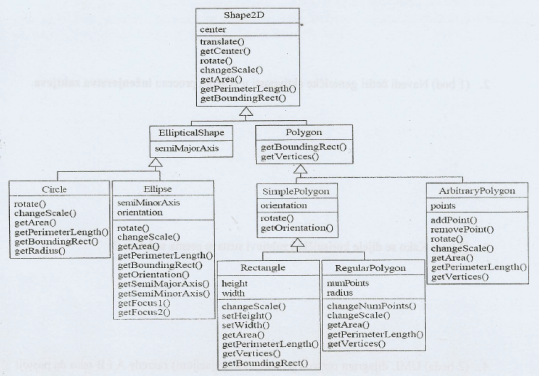 Shape2D
center
translate()
getCenter()
rotate()
changeScale()
getArea()
getPerimeterLength()
getBoundingRect()
EllipticalShape
semiMajorAxis
Polygon
getBoundingRect()
getVertices()
Circle
rotate()
changeScale()
getArea()
getPerimeterLength()
getBoundingRect()
getRadius()
Ellipse
semiMinorAxis
orientation
rotate()
changeScale()
getArea()
getPerimeterLength()
getBoundingRect()
getOrientation()
getSemiMajorAxis()
getSemiMinorAxis()
getFocus1()
getFocus2()
SimplePolygon
orientation
rotate()
getOrientation()
ArbitraryPolygon
points
addPoint()
removePoint()
rotate()
changeScale()
getArea()
getPerimeterLength()
getVertices()
Rectangle
height
width
changeScale()
setHeight()
setWidth()
getArea()
getPerimeterLength()
getVertices()
getBoundingRect()
RegularPolygon
numPoints
radius
changeNumPoints()
changeScale()
getArea()
getPerimeterLength()
getVertices()